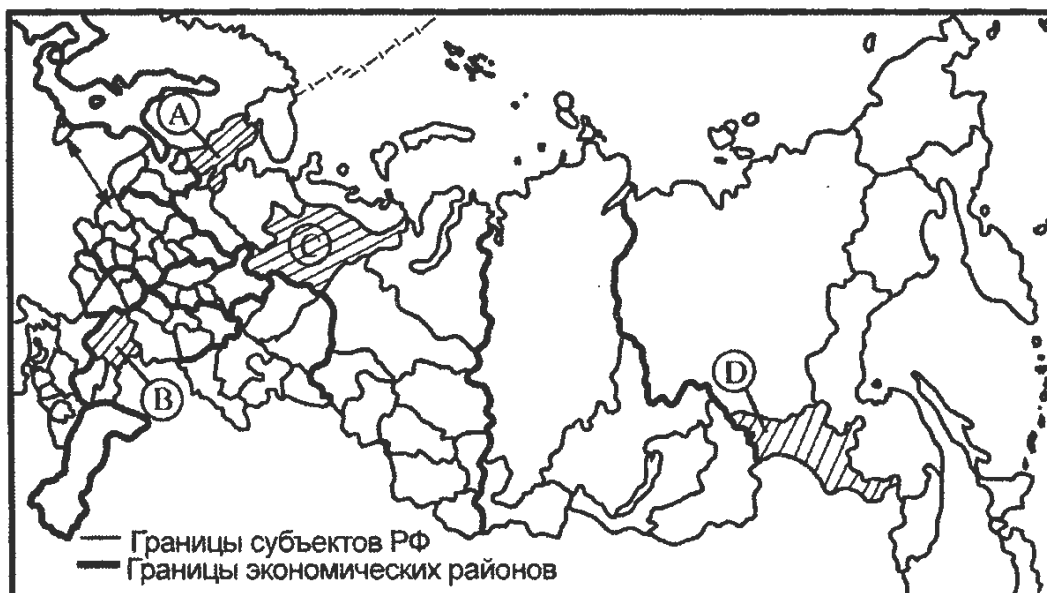 A
C
D
B
Границы субъектов РФ
Границы экономических районов